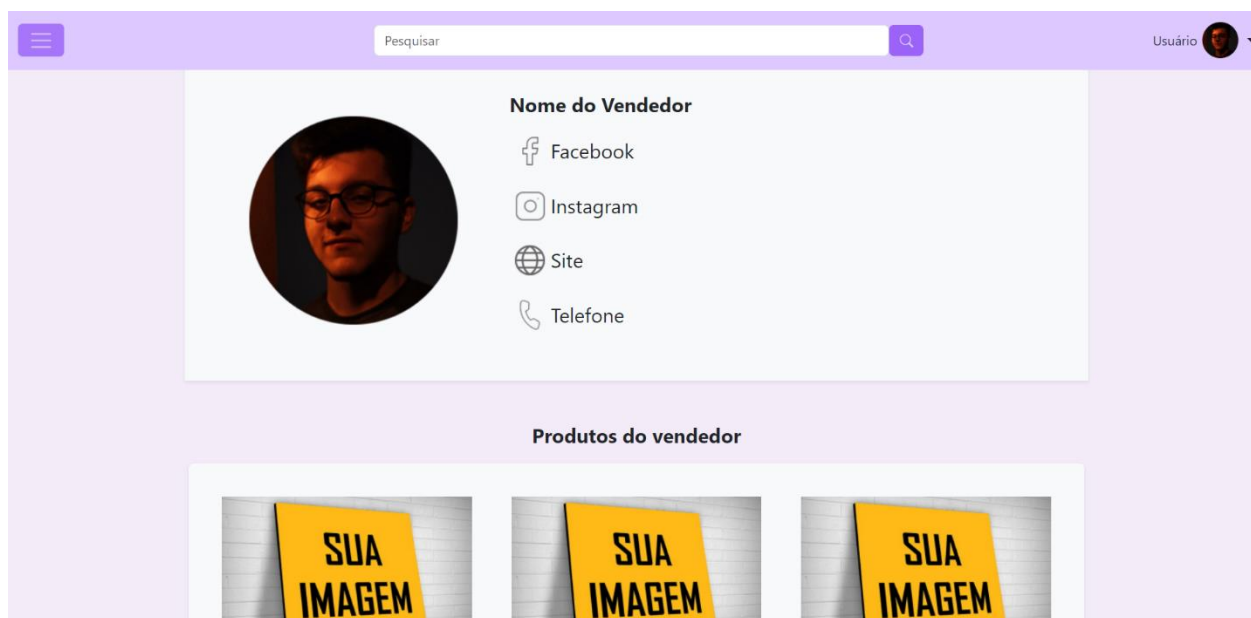 Pesquisar
Usuário
Nome do Vendedor
Facebook
Instagram
Site
Telefone
Produtos do vendedor
SUA
IMAGEM
SUA
IMAGEM
SUA
IMAGEM